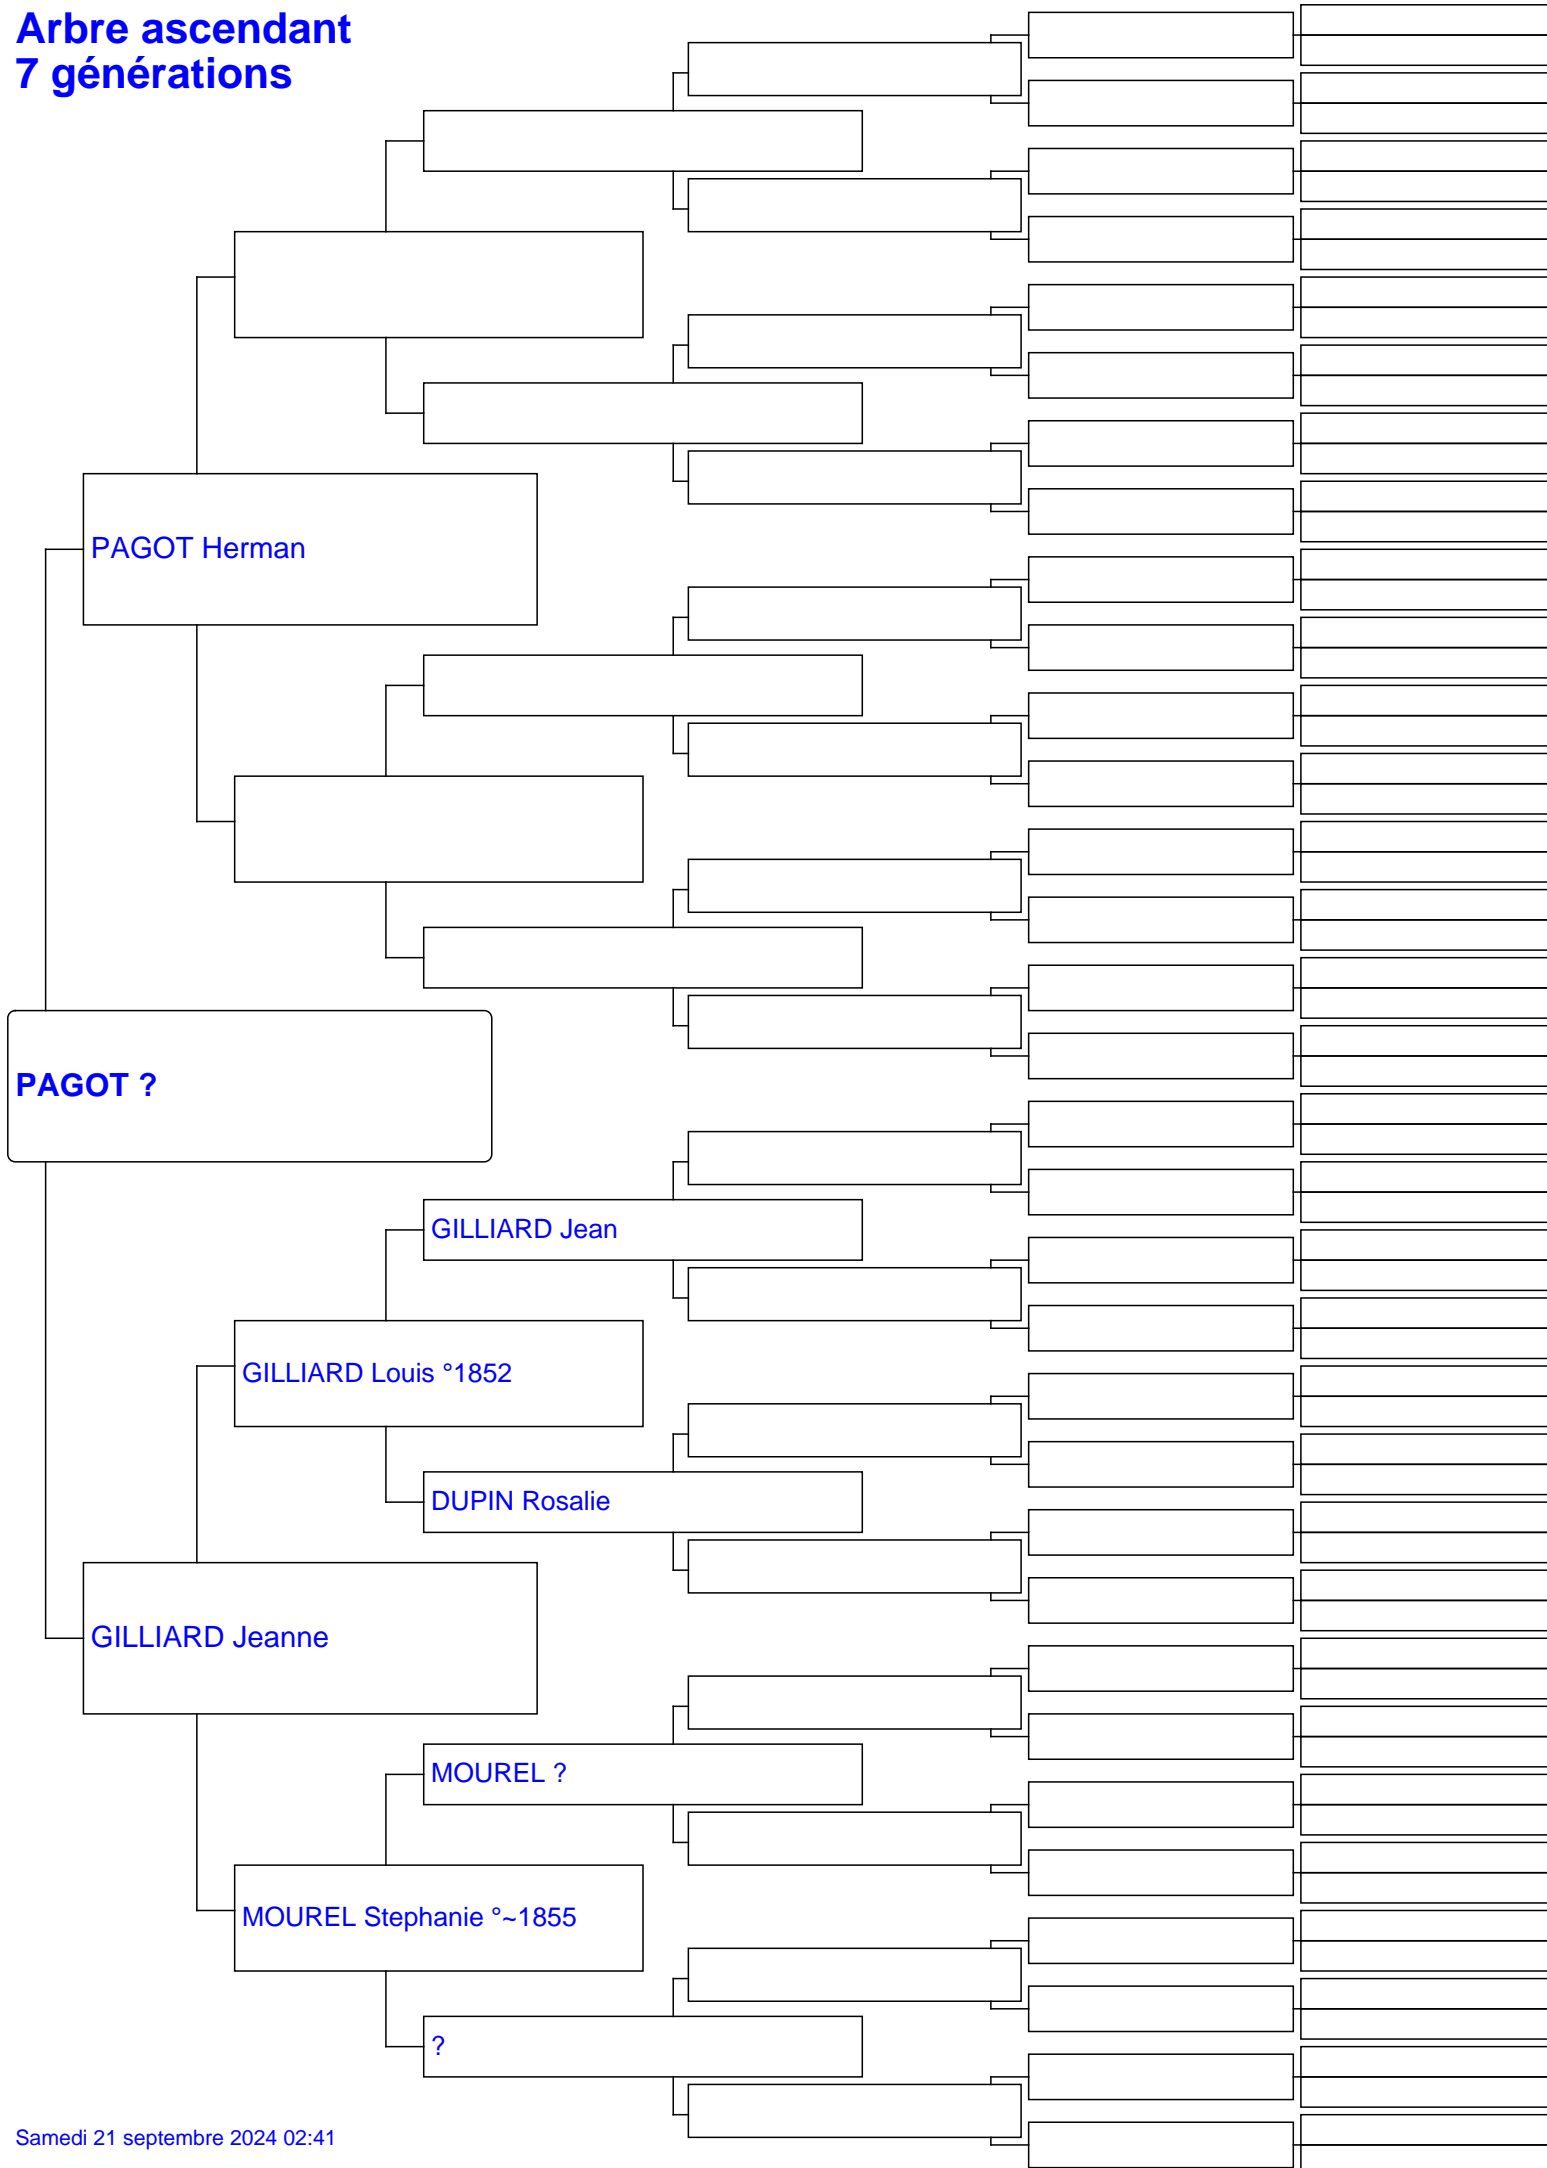 Arbre ascendant
7 générations
PAGOT Herman
PAGOT ?
GILLIARD Jean
GILLIARD Louis °1852
DUPIN Rosalie
GILLIARD Jeanne
MOUREL ?
MOUREL Stephanie °~1855
?
Samedi 21 septembre 2024 02:41